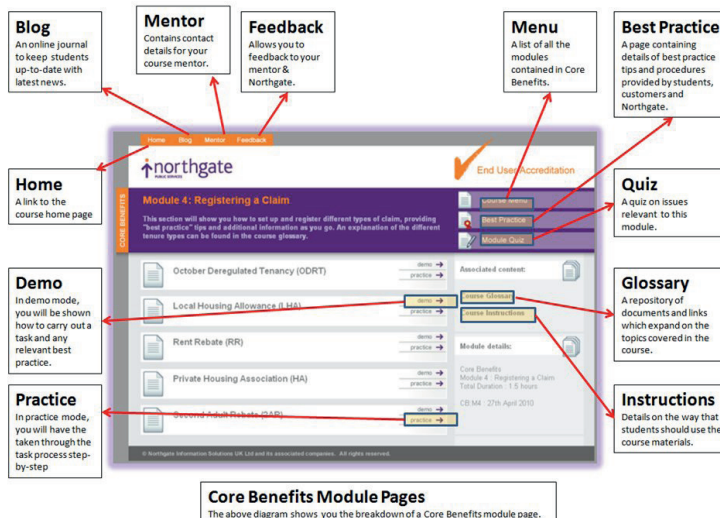 Blog
An online journal
to keep students
up-to-date with
latest news.
Mentor
Contains contact
details for your
course mentor.
Feedback
Allows you to
feedback to your
mentor &
Northgate.
Menu
A list of all the
modules
contained in Core
Benefits.
Best Practice
A page containing
details of best practice
tips and procedures
provided by students,
customers and
Northgate.
Home
A link to the
course home page
Demo
In demo mode,
you will be shown
how to carry out a
task and any
relevant best
practice.
Practice
In practice mode,
you will have the
taken through the
task process step-
by-step
Home Blog Mentor Feedback
northgate
PUBLIC SERVICES
End User Accreditation
CORE BENEFITS
Module 4: Registering a Claim
This section will show you how to set up and register different types of claim, providing
"best practice" tips and additional information as you go. An explanation of the different
tenure types can be found in the course glossary.
Course Menu
Best Practice
Module Quiz
October Deregulated Tenancy (ODRT)
demo
practice
Local Housing Allowance (LHA)
demo
practice
Rent Rebate (RR)
demo
practice
Private Housing Association (HA)
demo
practice
Second Adult Rebate (2AR)
demo
practice
Associated content:
Course Glossary
Course Instructions
Module details:
Core Benefits
Module 4 : Registering a Claim
Total Duration : 1.5 hours
CB:M4 : 27th April 2010
© Northgate Information Solutions UK Ltd and its associated companies. All rights reserved.
Quiz
A quiz on issues
relevant to this
module.
Glossary
A repository of
documents and links
which expand on the
topics covered in the
course.
Instructions
Details on the way that
students should use the
course materials.
Core Benefits Module Pages
The above diagram shows you the breakdown of a Core Benefits module page.